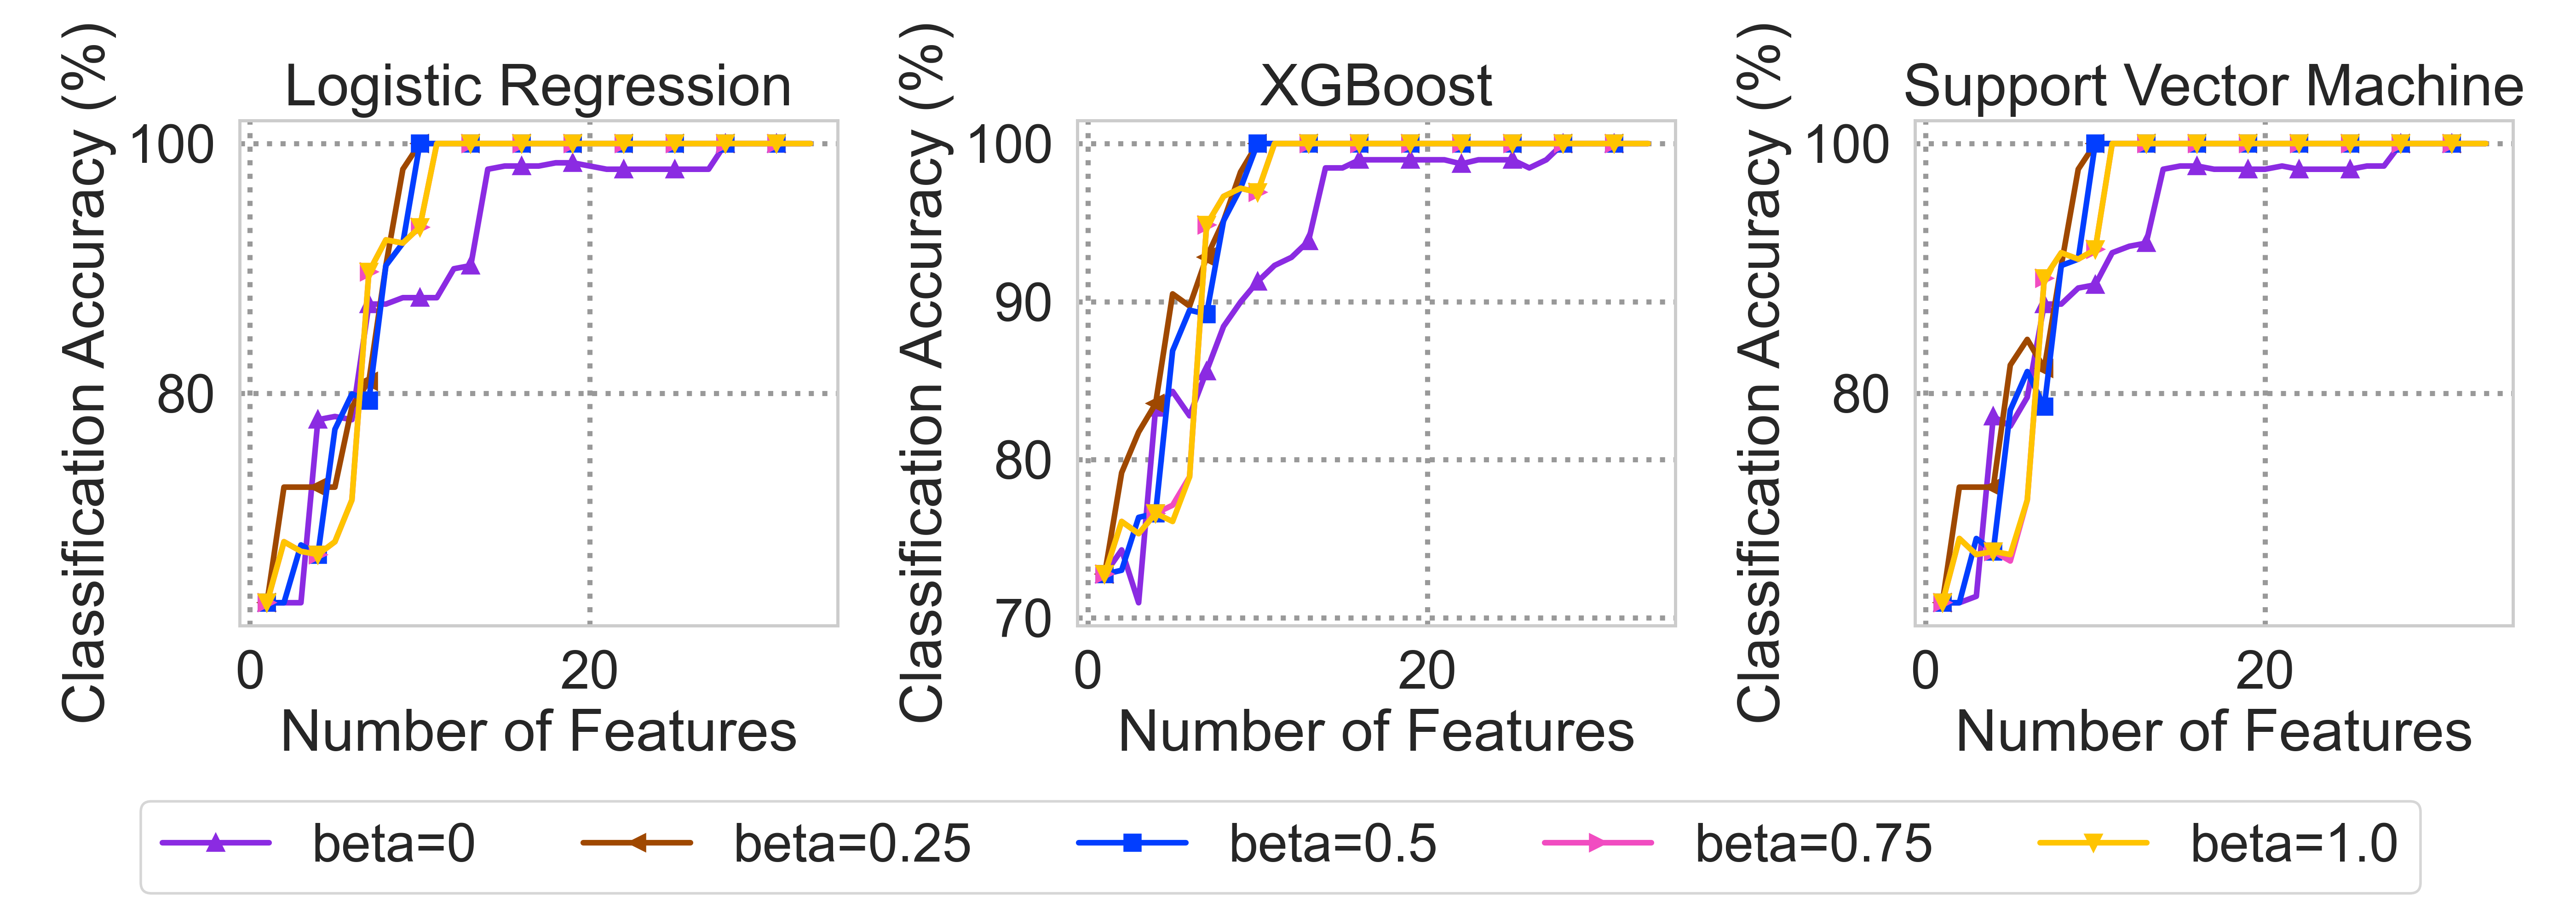 Logistic Regression
Classification Accuracy (%)
100
80
0
20
Number of Features
XGBoost
Classification Accuracy (%)
100
90
80
70
0
20
Number of Features
Support Vector Machine
Classification Accuracy (%)
100
80
0
20
Number of Features
beta=0
beta=0.25
beta=0.5
beta=0.75
beta=1.0